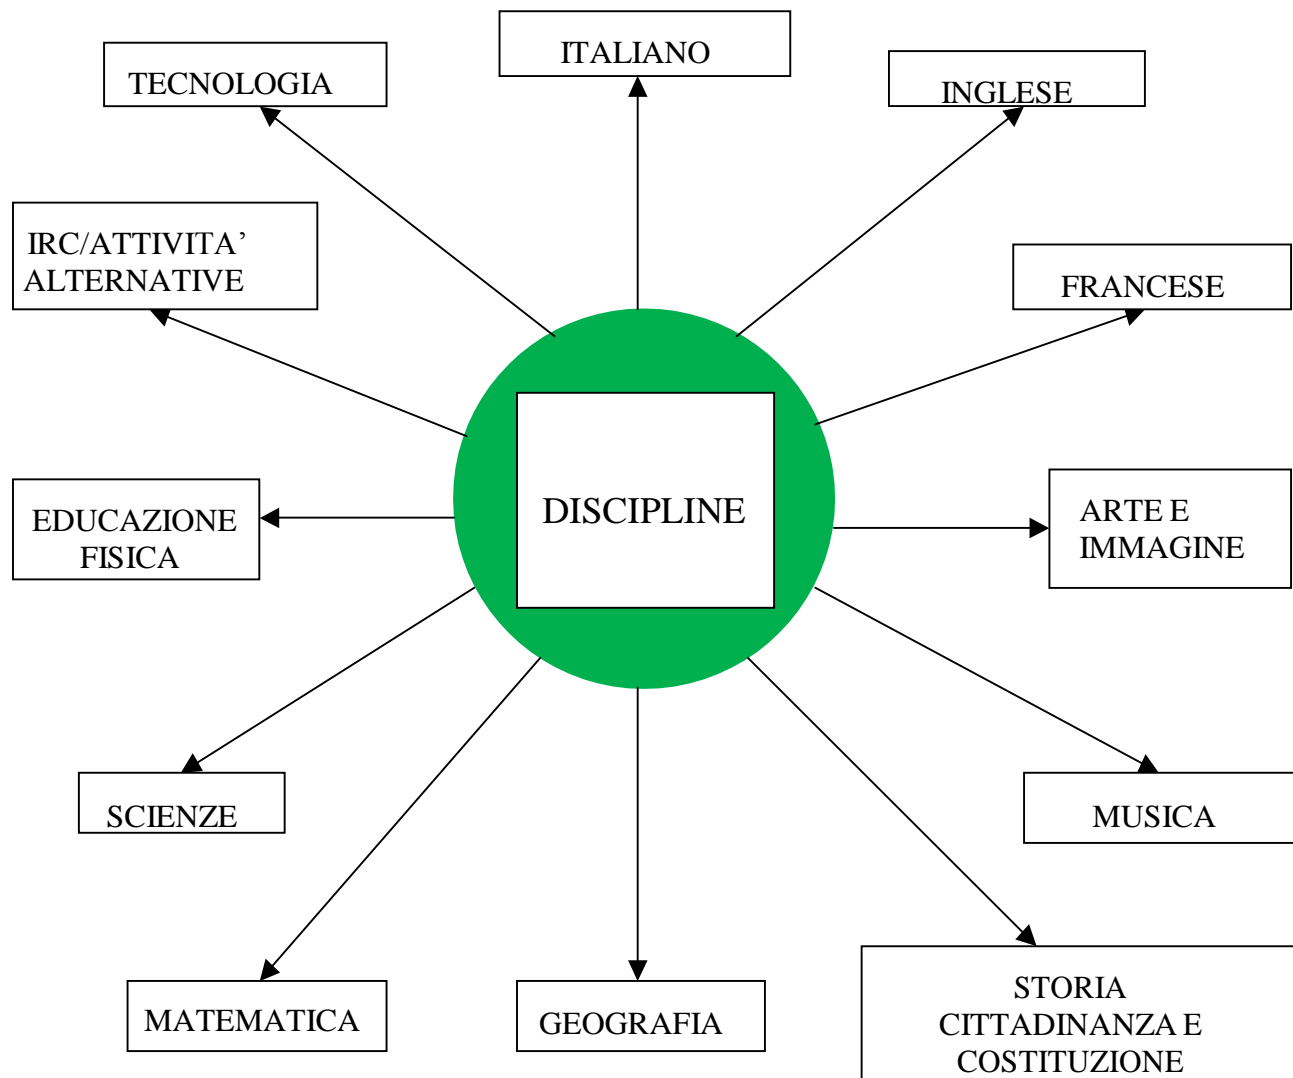 ITALIANO
TECNOLOGIA
INGLESE
IRC/ATTIVITA’
ALTERNATIVE
FRANCESE
EDUCAZIONE
FISICA
DISCIPLINE
ARTE E
IMMAGINE
SCIENZE
MUSICA
MATEMATICA
GEOGRAFIA
STORIA
CITTADINANZA E
COSTITUZIONE